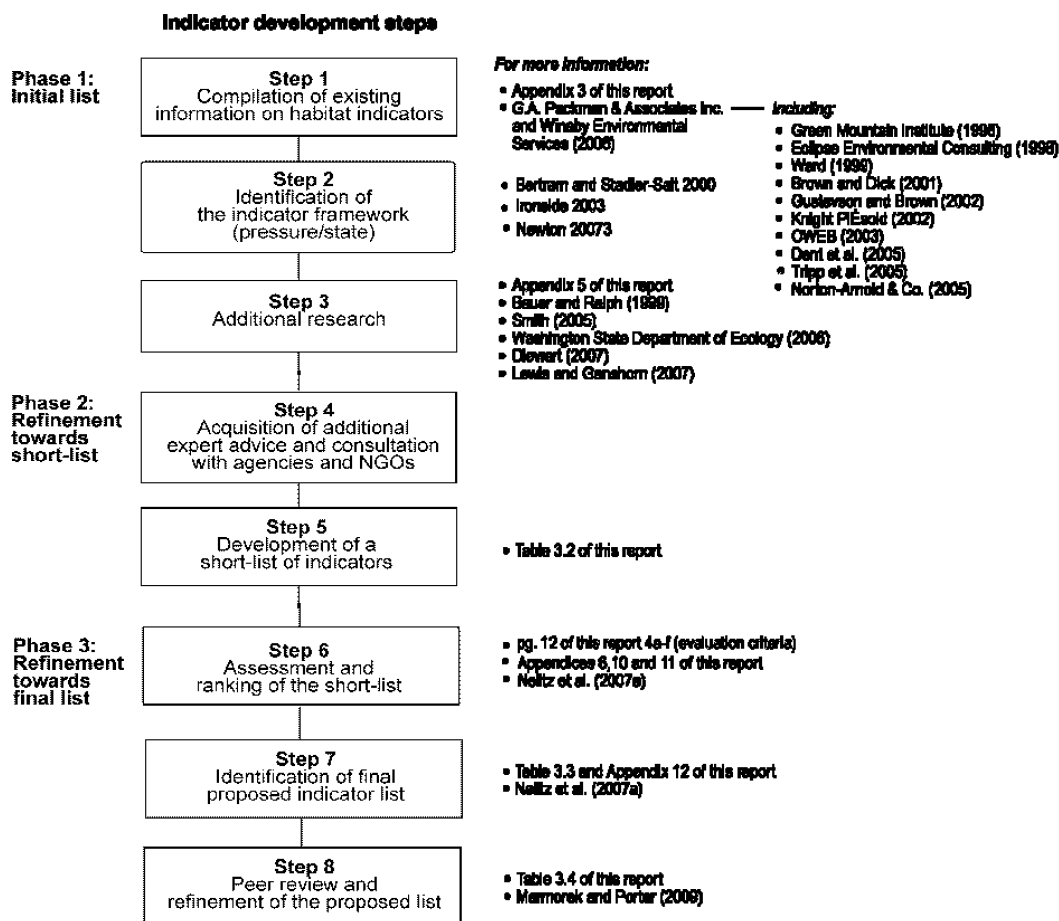 Indicator development steps
Phase 1:
Initial list
Step 1
Compilation of existing
information on habitat indicators
For more information:
• Appendix 3 of this report
• G.A. Packman & Associates Inc.
and Winsby Environmental
Services (2006)
Including:
• Green Mountain Institute (1998)
• Eclipse Environmental Consulting (1998)
• Ward (1999)
• Brown and Dick (2001)
• Gustavson and Brown (2002)
• Knight PiÉsold (2002)
• OWEB (2003)
• Dent et al. (2005)
• Tripp et al. (2005)
• Norton-Arnold & Co. (2005)
Step 2
Identification of
the indicator framework
(pressure/state)
• Bertram and Stadler-Salt 2000
• Ironside 2003
• Newton 20073
Step 3
Additional research
• Appendix 5 of this report
• Bauer and Ralph (1999)
• Smith (2005)
• Washington State Department of Ecology (2006)
• Diewert (2007)
• Lewis and Ganshorn (2007)
Phase 2:
Refinement
towards
short-list
Step 4
Acquisition of additional
expert advice and consultation
with agencies and NGOs
Step 5
Development of a
short-list of indicators
• Table 3.2 of this report
Phase 3:
Refinement
towards
final list
Step 6
Assessment and
ranking of the short-list
• pg. 12 of this report 4a-f (evaluation criteria)
• Appendices 6,10 and 11 of this report
• Nelitz et al. (2007a)
Step 7
Identification of final
proposed indicator list
• Table 3.3 and Appendix 12 of this report
• Nelitz et al. (2007a)
Step 8
Peer review and
refinement of the proposed list
• Table 3.4 of this report
• Marmorek and Porter (2009)